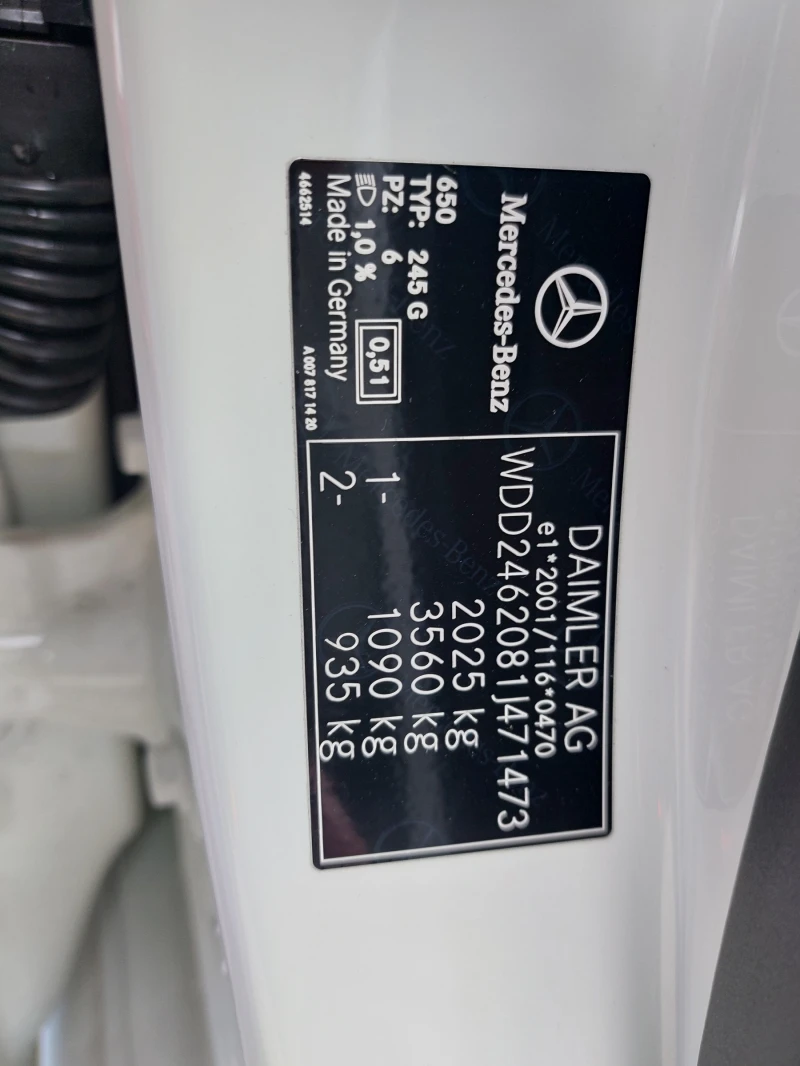 Mercedes-Benz
650
TYP: 245 G
PZ: 6
1,0 % 0,51
Made in Germany
4662514 A 007 817 14 20
DAIMLER AG
e1*2001/116*0470
WDD2462081J471473
2025 kg
3560 kg
1- 1090 kg
2- 935 kg